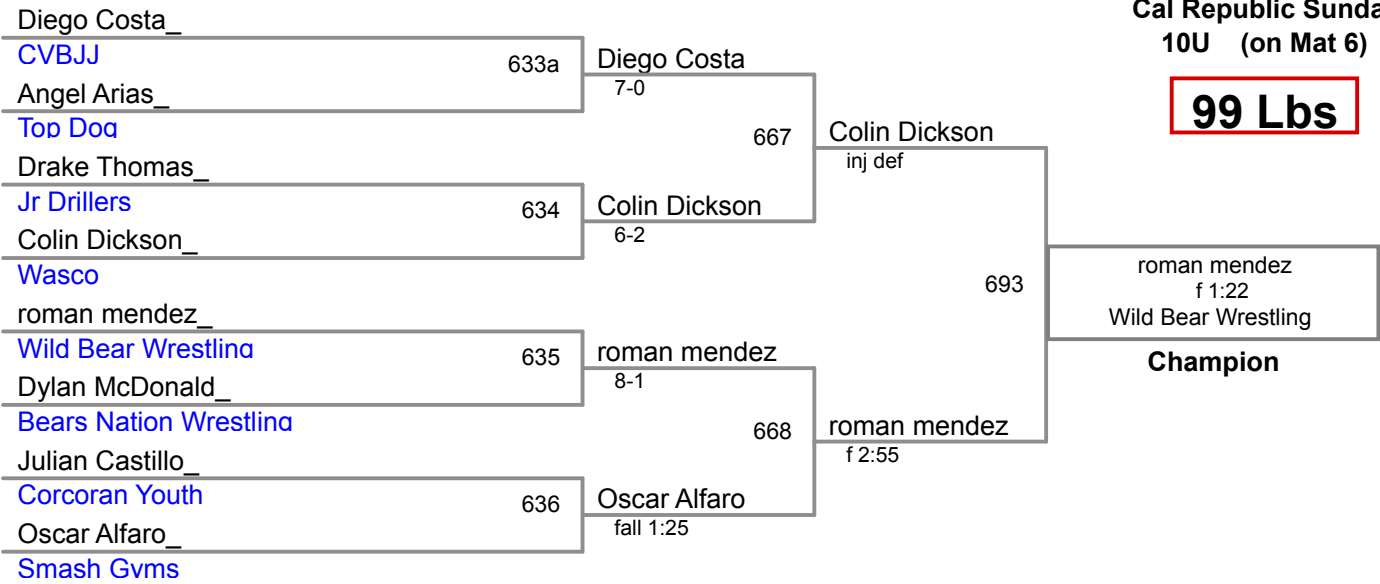 Cal Republic Sunda
10U (on Mat 6)
99 Lbs
Diego Costa_
CVBJJ
Angel Arias_
Top Dog
Drake Thomas_
Jr Drillers
Colin Dickson_
Wasco
roman mendez_
Wild Bear Wrestling
Dylan McDonald_
Bears Nation Wrestling
Julian Castillo_
Corcoran Youth
Oscar Alfaro_
Smash Gyms
633a
634
635
636
Diego Costa
7-0
Colin Dickson
6-2
roman mendez
8-1
Oscar Alfaro
fall 1:25
667
668
Colin Dickson
inj def
roman mendez
f 2:55
693
roman mendez
f 1:22
Wild Bear Wrestling
Champion